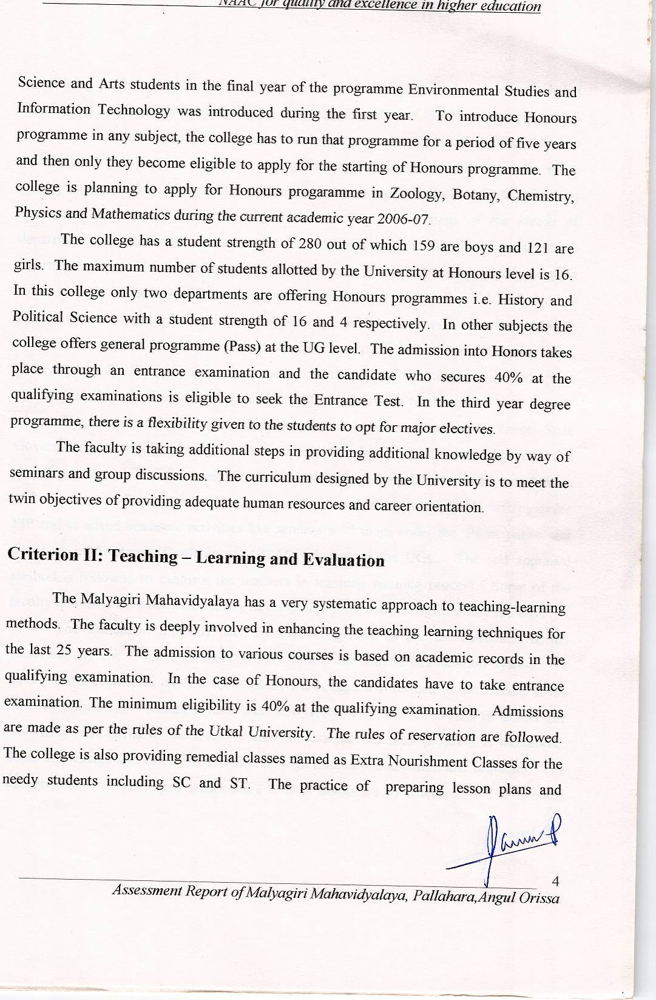 NAAC for quality and excellence in higher education
Science and Arts students in the final year of the programme Environmental Studies and
Information Technology was introduced during the first year. To introduce Honours
programme in any subject, the college has to run that programme for a period of five years
and then only they become eligible to apply for the starting of Honours programme. The
college is planning to apply for Honours progaramme in Zoology, Botany, Chemistry,
Physics and Mathematics during the current academic year 2006-07.
The college has a student strength of 280 out of which 159 are boys and 121 are
girls. The maximum number of students allotted by the University at Honours level is 16.
In this college only two departments are offering Honours programmes i.e. History and
Political Science with a student strength of 16 and 4 respectively. In other subjects the
college offers general programme (Pass) at the UG level. The admission into Honors takes
place through an entrance examination and the candidate who secures 40% at the
qualifying examinations is eligible to seek the Entrance Test. In the third year degree
programme, there is a flexibility given to the students to opt for major electives.
The faculty is taking additional steps in providing additional knowledge by way of
seminars and group discussions. The curriculum designed by the University is to meet the
twin objectives of providing adequate human resources and career orientation.
Criterion II: Teaching – Learning and Evaluation
The Malyagiri Mahavidyalaya has a very systematic approach to teaching-learning
methods. The faculty is deeply involved in enhancing the teaching learning techniques for
the last 25 years. The admission to various courses is based on academic records in the
qualifying examination. In the case of Honours, the candidates have to take entrance
examination. The minimum eligibility is 40% at the qualifying examination. Admissions
are made as per the rules of the Utkal University. The rules of reservation are followed.
The college is also providing remedial classes named as Extra Nourishment Classes for the
needy students including SC and ST. The practice of preparing lesson plans and
4
Assessment Report of Malyagiri Mahavidyalaya, Pallahara,Angul Orissa